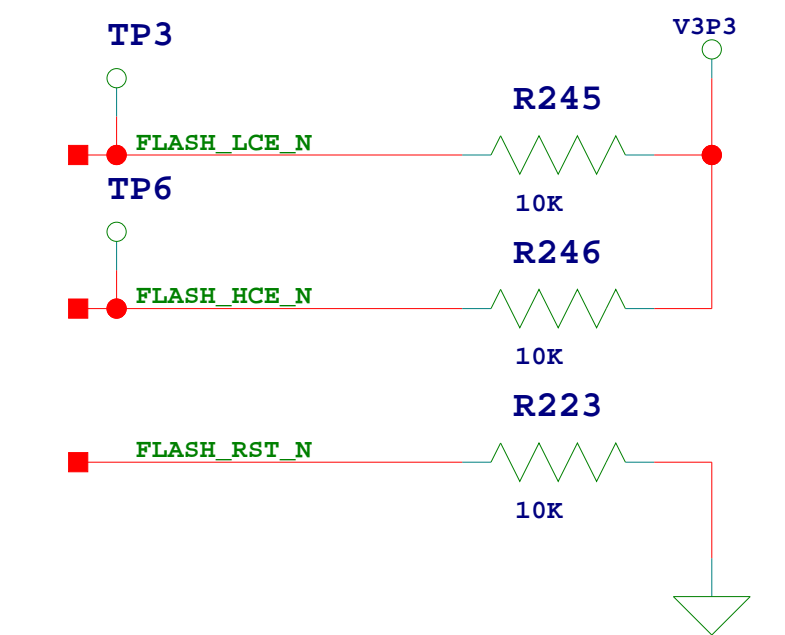 TP3
V3P3
R245
FLASH_LCE_N
10K
TP6
R246
FLASH_HCE_N
10K
R223
FLASH_RST_N
10K